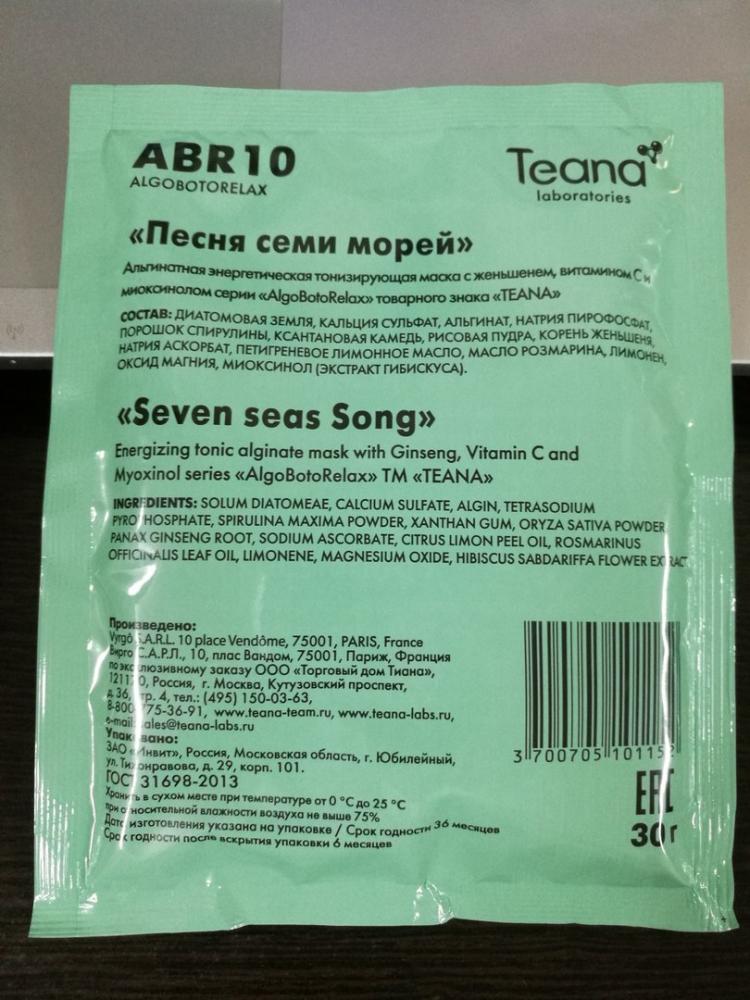 ABR10
ALGOBOTORELAX
Teana
laboratories
«Песня семи морей»
Альгинатная энергетическая тонизирующая маска с женьшенем, витамином С и
миоксинолом серии «AlgoBotoRelax» товарного знака «TEANA»
СОСТАВ: ДИАТОМОВАЯ ЗЕМЛЯ, КАЛЬЦИЯ СУЛЬФАТ, АЛЬГИНАТ, НАТРИЯ ПИРОФОСФАТ,
ПОРОШОК СПИРУЛИНЫ, КСАНТАНОВАЯ КАМЕДЬ, РИСОВАЯ ПУДРА, КОРЕНЬ ЖЕНЬШЕНЯ,
НАТРИЯ АСКОРБАТ, ПЕТИГРЕНЕВОЕ ЛИМОННОЕ МАСЛО, МАСЛО РОЗМАРИНА, ЛИМОНЕН,
ОКСИД МАГНИЯ, МИОКСИНОЛ (ЭКСТРАКТ ГИБИСКУСА).
«Seven seas Song»
Energizing tonic alginate mask with Ginseng, Vitamin C and
Myoxinol series «AlgoBotoRelax» TM «TEANA»
INGREDIENTS: SOLUM DIATOMEAE, CALCIUM SULFATE, ALGIN, TETRASODIUM
PYROPHOSPHATE, SPIRULINA MAXIMA POWDER, XANTHAN GUM, ORYZA SATIVA POWDER,
PANAX GINSENG ROOT, SODIUM ASCORBATE, CITRUS LIMON PEEL OIL, ROSMARINUS
OFFICINALIS LEAF OIL, LIMONENE, MAGNESIUM OXIDE, HIBISCUS SABDARIFFA FLOWER EXTRACT
Произведено:
Vyrgô S.A.R.L. 10 place Vendôme, 75001, PARIS, France
Вирго С.А.Р.Л., 10, плас Вандом, 75001, Париж, Франция
по эксклюзивному заказу ООО «Торговый дом Тиана»,
121170, Россия, г. Москва, Кутузовский проспект,
д. 36, стр. 4, тел.: (495) 150-03-63,
www.teana-team.ru, www.teana-labs.ru,
e-mail: sales@teana-labs.ru
Упаковано:
ЗАО «Инвит», Россия, Московская область, г. Юбилейный,
ул. Тихонравова, д. 29, корп. 101.
ГОСТ 31698-2013
Хранить в сухом месте при температуре от 0 °С до 25 °С
при относительной влажности воздуха не выше 75%
Дата изготовления указана на упаковке / Срок годности 36 месяцев
Срок годности после вскрытия упаковки 6 месяцев
3 700705 101152
EAC
30 г